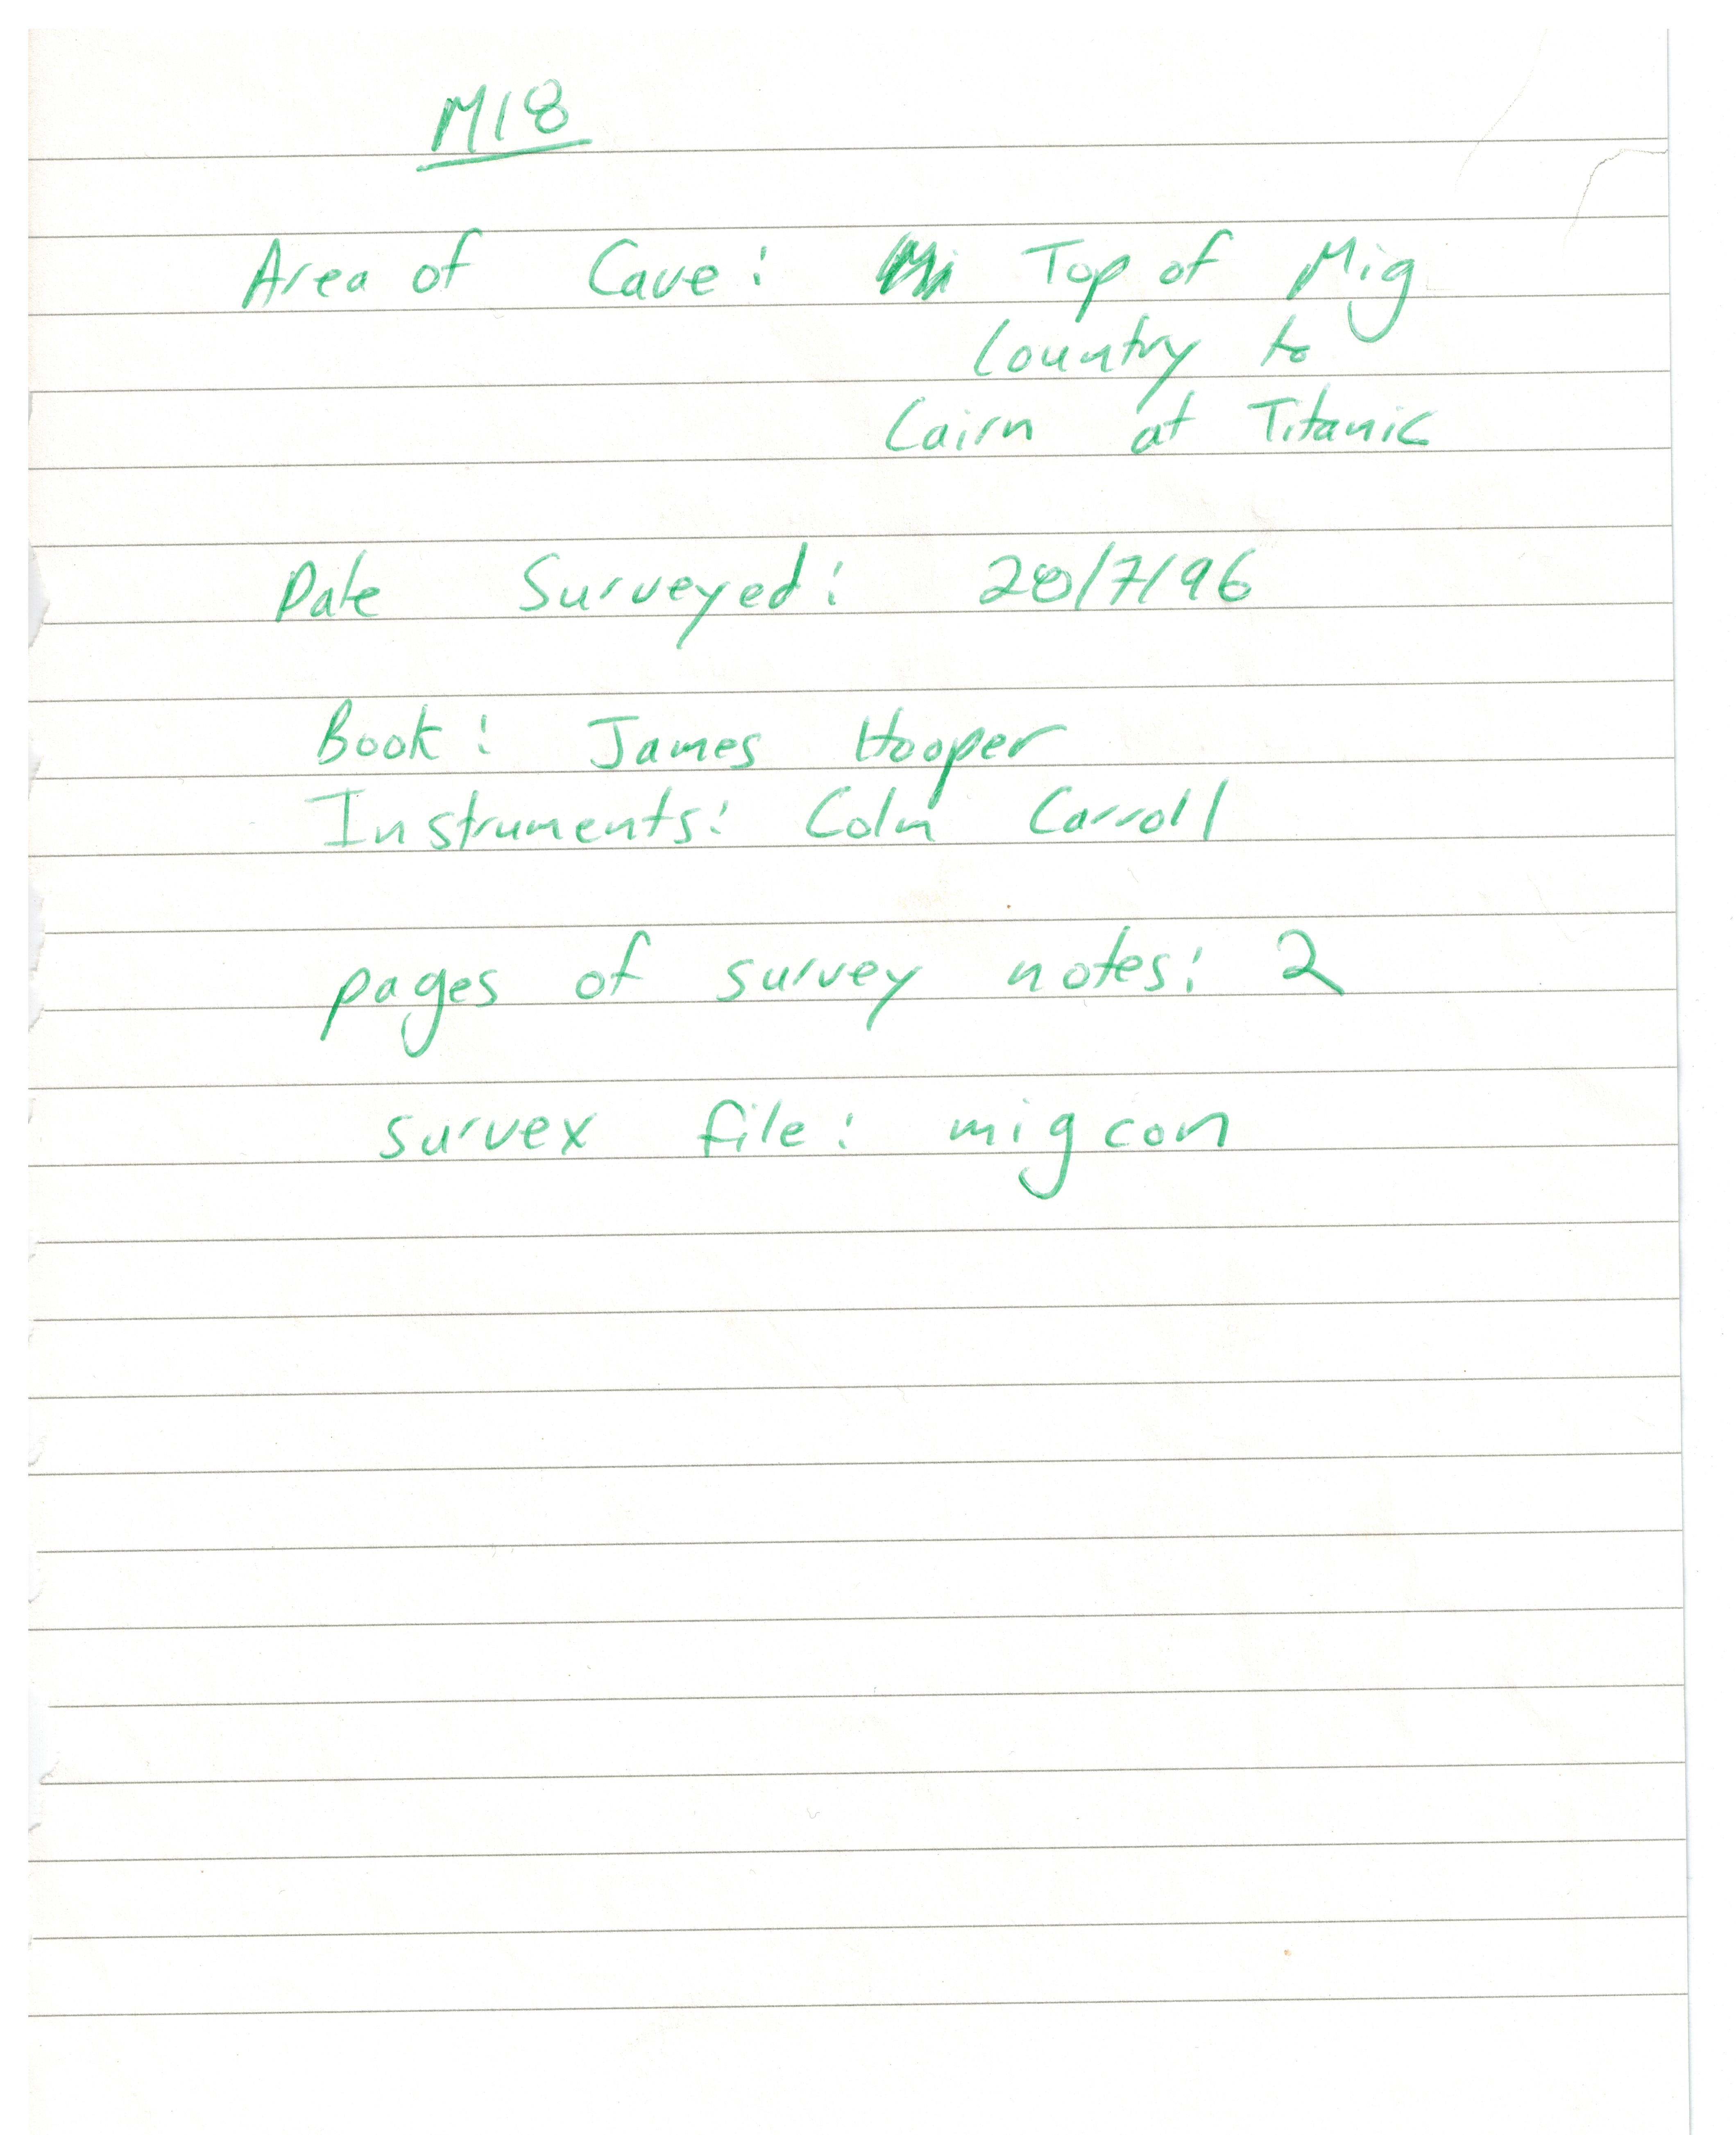 M18
Area of Cave: Top of Mig
Country to
Cairn at Titanic
Date Surveyed: 20/7/96
Book: James Hooper
Instruments: Colm Carroll
pages of survey notes: 2
survex file: migcon